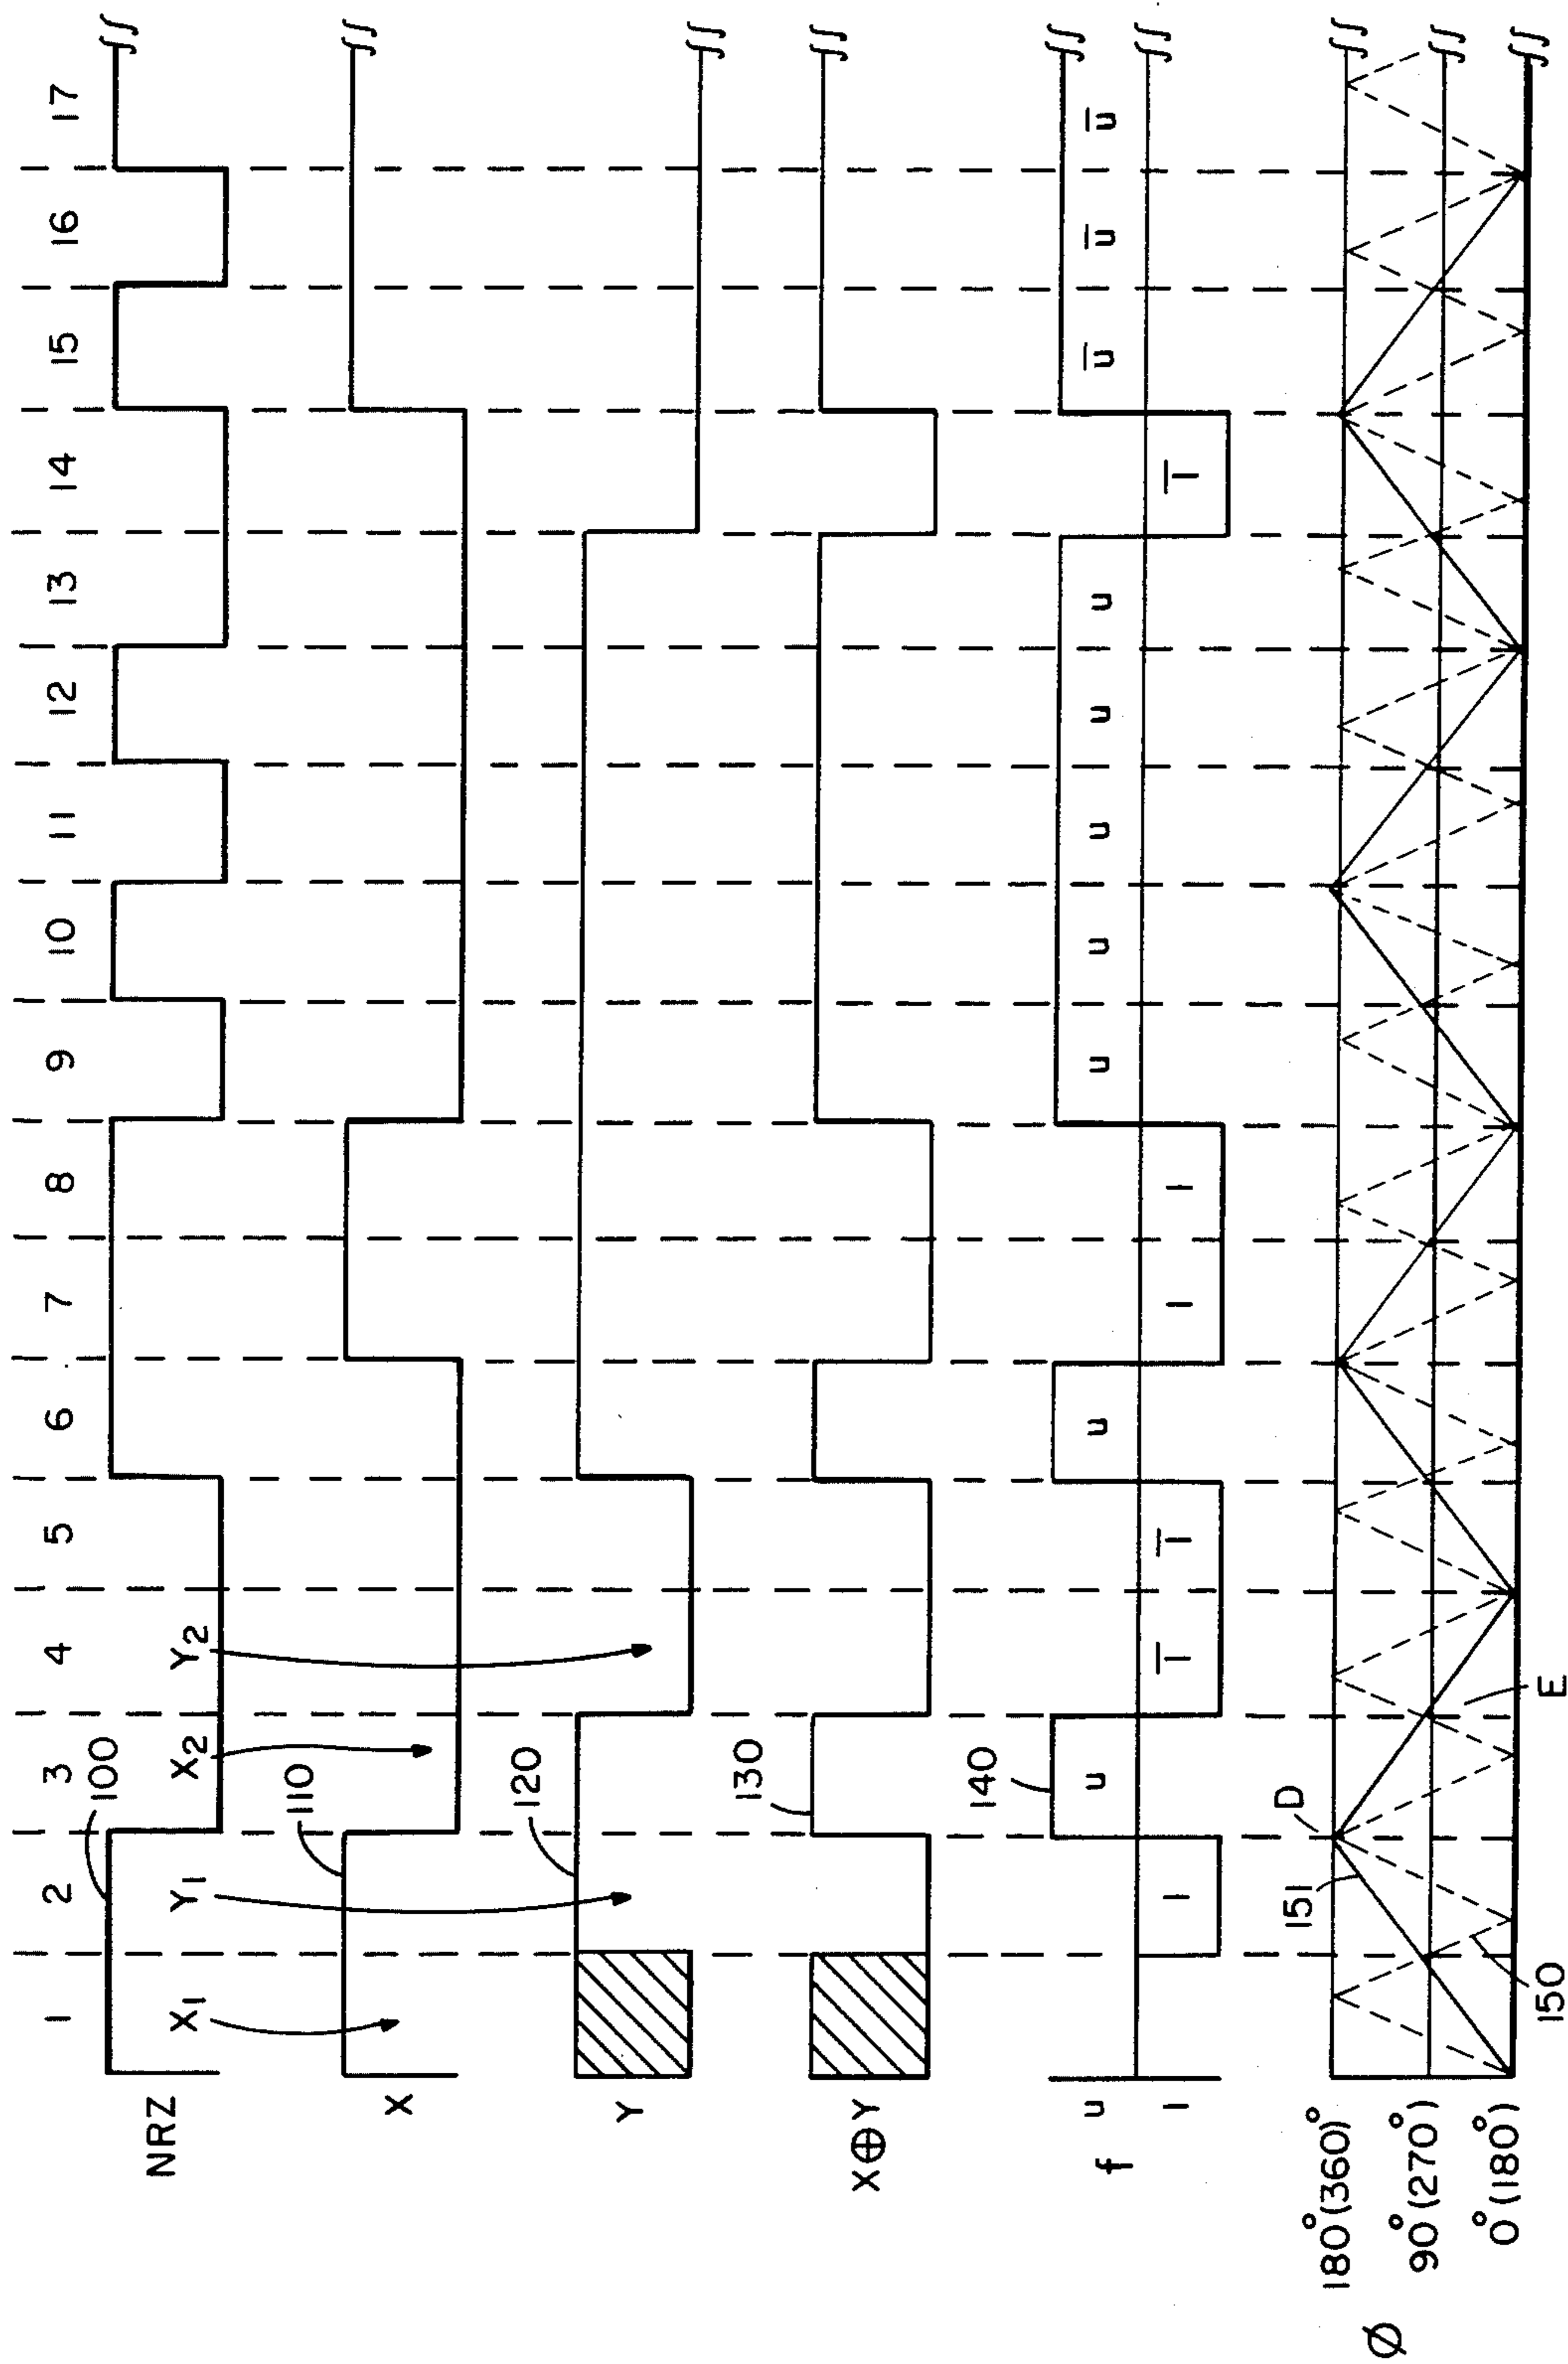 1 2 3 4 5 6 7 8 9 10 11 12 13 14 15 16 17
NRZ
100
X1 Y1 X2 Y2
X
110
Y
120
X⊕Y
130
f
u
l
140
l u l̅ l̅ u l l u u u u u l̅ u̅ u̅ u̅
Ø
180° (360)°
90° (270°)
0° (180°)
151
D
150
E